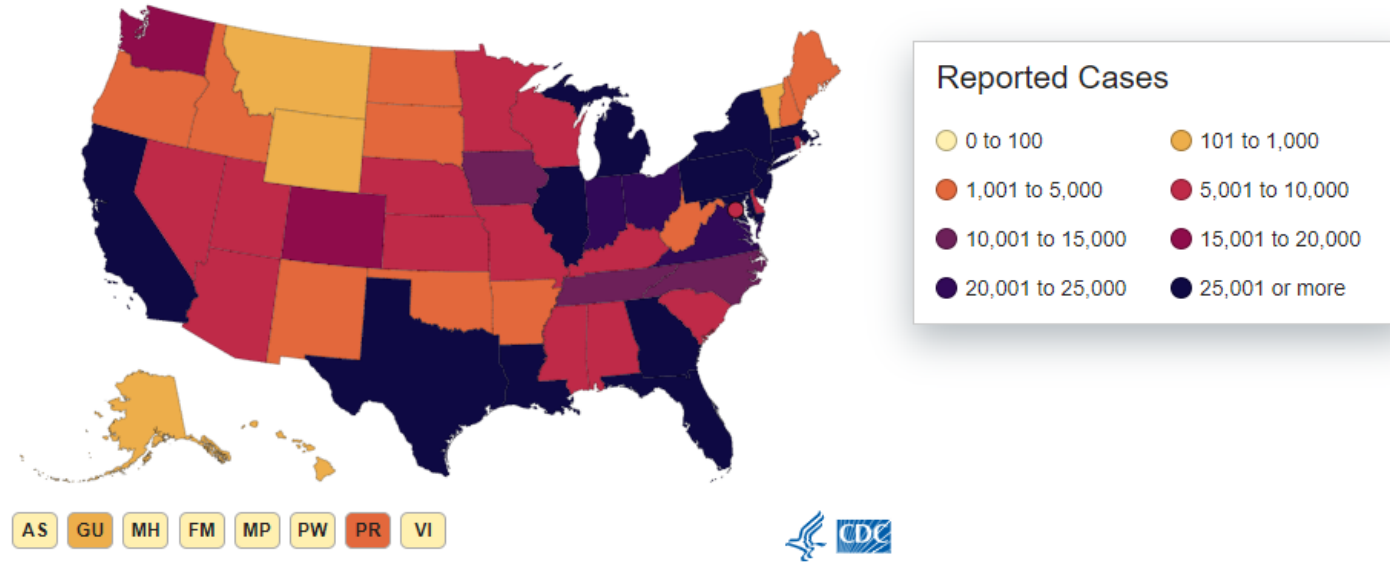 Reported Cases
0 to 100
101 to 1,000
1,001 to 5,000
5,001 to 10,000
10,001 to 15,000
15,001 to 20,000
20,001 to 25,000
25,001 or more
AS GU MH FM MP PW PR VI
CDC